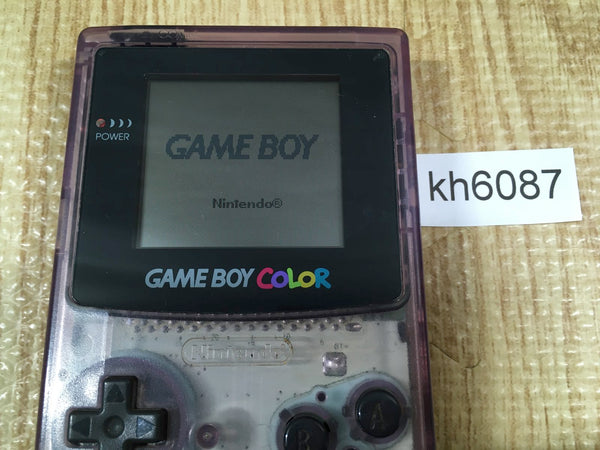 POWER
GAME BOY
Nintendo®
GAME BOY COLOR
kh6087
Nintendo
A
B